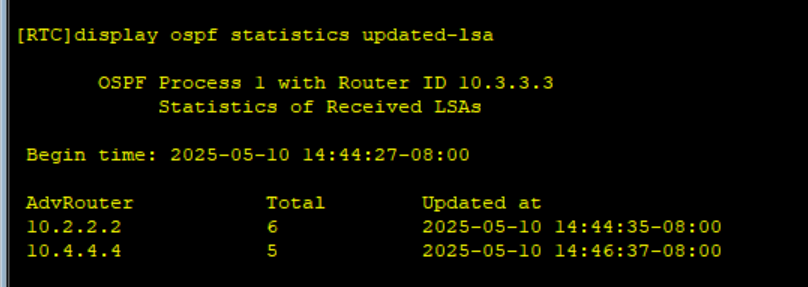 [RTC]display ospf statistics updated-lsa
OSPF Process 1 with Router ID 10.3.3.3
Statistics of Received LSAs
Begin time: 2025-05-10 14:44:27-08:00
AdvRouter Total Updated at
10.2.2.2 6 2025-05-10 14:44:35-08:00
10.4.4.4 5 2025-05-10 14:46:37-08:00